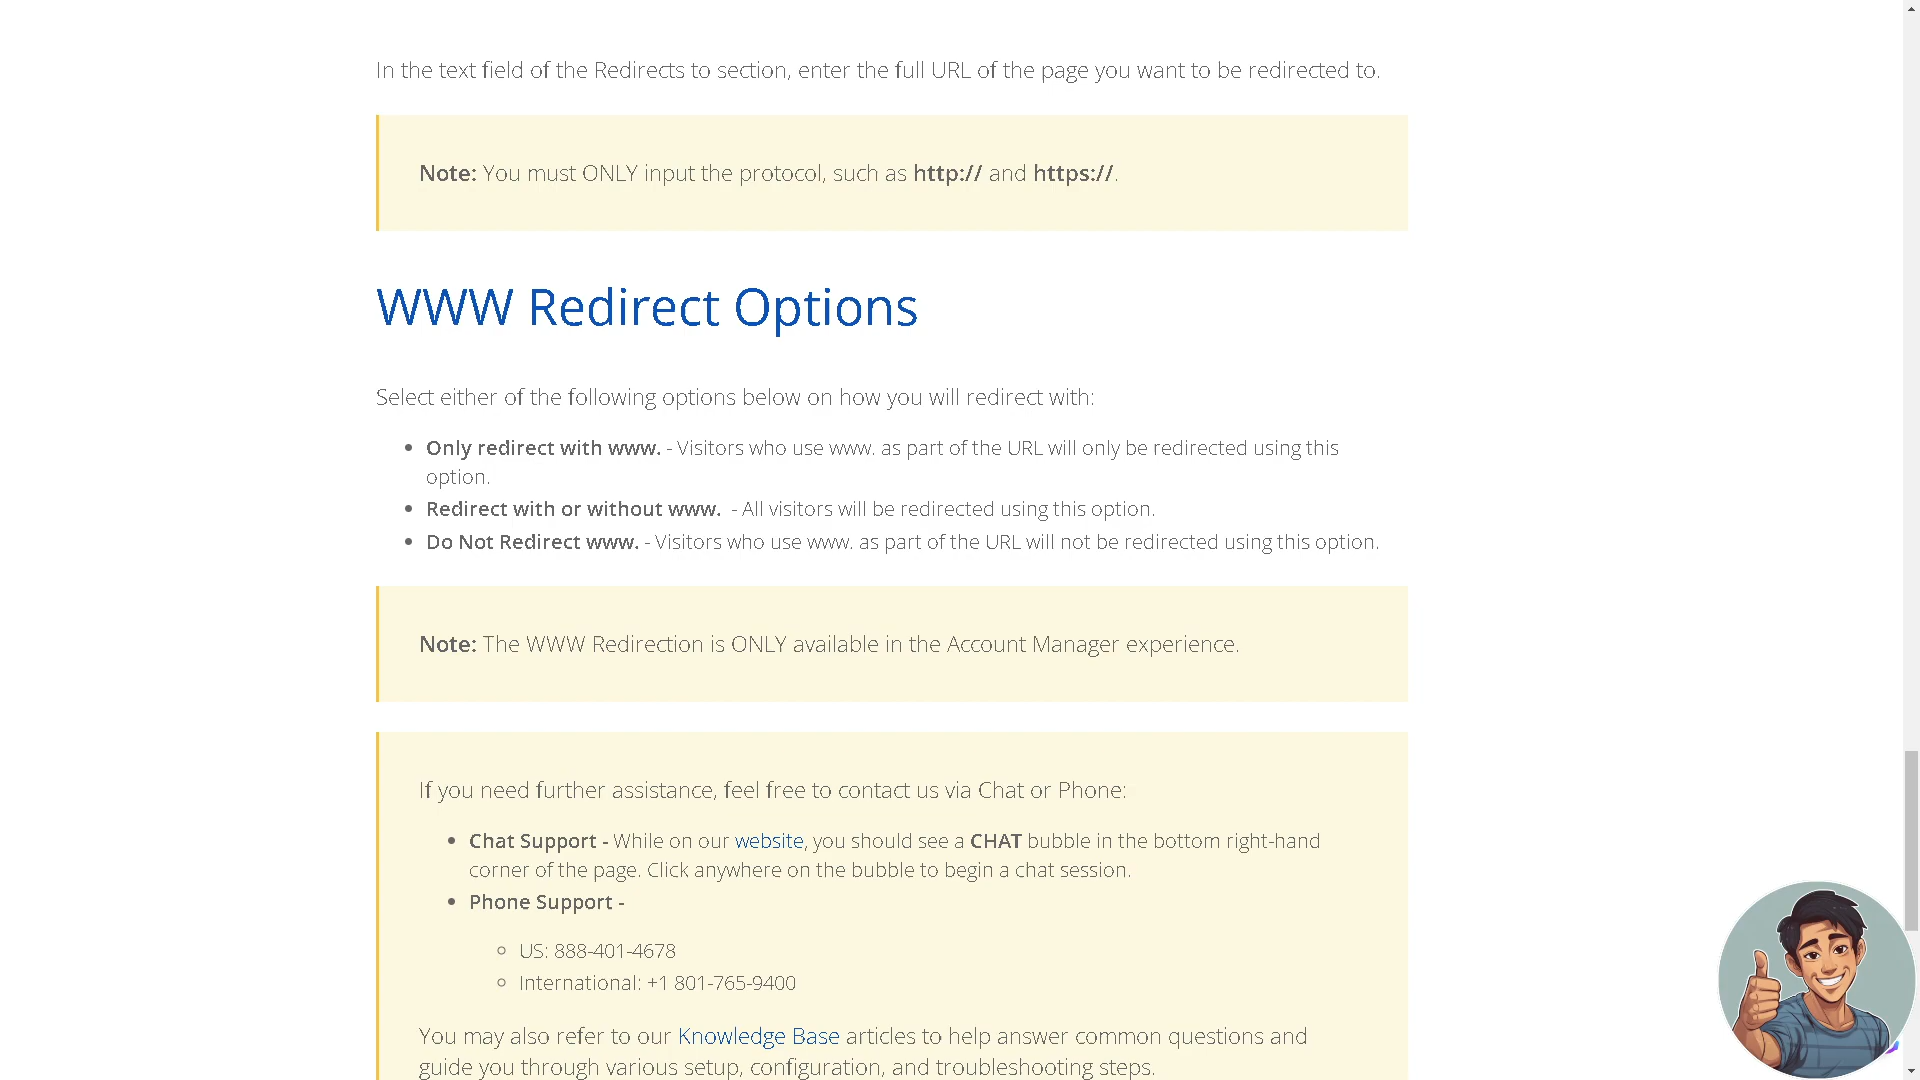 In the text field of the Redirects to section, enter the full URL of the page you want to be redirected to.
Note: You must ONLY input the protocol, such as http:// and https://.
WWW Redirect Options
Select either of the following options below on how you will redirect with:
• Only redirect with www. - Visitors who use www. as part of the URL will only be redirected using this
option.
• Redirect with or without www.  - All visitors will be redirected using this option.
• Do Not Redirect www. - Visitors who use www. as part of the URL will not be redirected using this option.
Note: The WWW Redirection is ONLY available in the Account Manager experience.
If you need further assistance, feel free to contact us via Chat or Phone:
• Chat Support - While on our website, you should see a CHAT bubble in the bottom right-hand
corner of the page. Click anywhere on the bubble to begin a chat session.
• Phone Support -
○ US: 888-401-4678
○ International: +1 801-765-9400
You may also refer to our Knowledge Base articles to help answer common questions and
guide you through various setup, configuration, and troubleshooting steps.